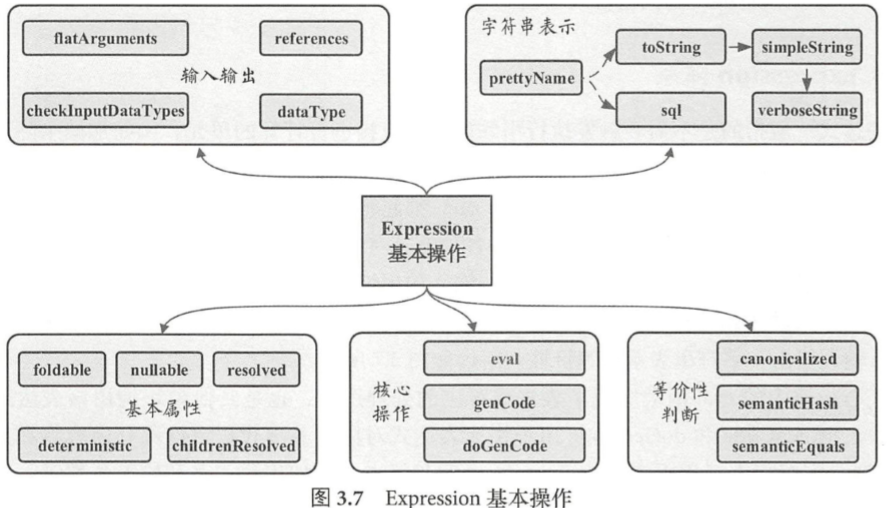 flatArguments
references
输入输出
checkInputDataTypes
dataType
字符串表示
toString
simpleString
prettyName
sql
verboseString
Expression
基本操作
foldable
nullable
resolved
基本属性
deterministic
childrenResolved
eval
核心
操作
genCode
doGenCode
canonicalized
等价性
判断
semanticHash
semanticEquals
图 3.7 Expression 基本操作